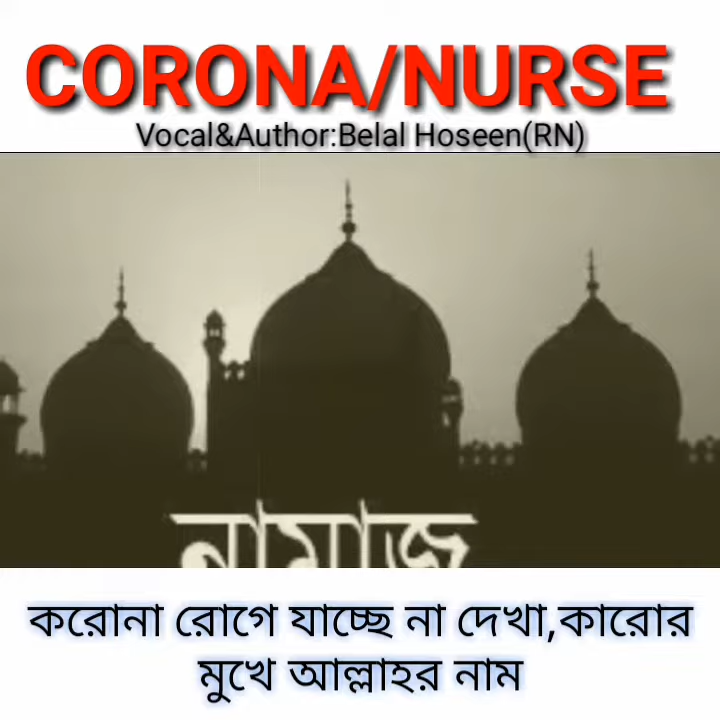 CORONA/NURSE
Vocal&Author:Belal Hoseen(RN)
নামাজ
করোনা রোগে যাচ্ছে না দেখা,কারোর
মুখে আল্লাহর নাম